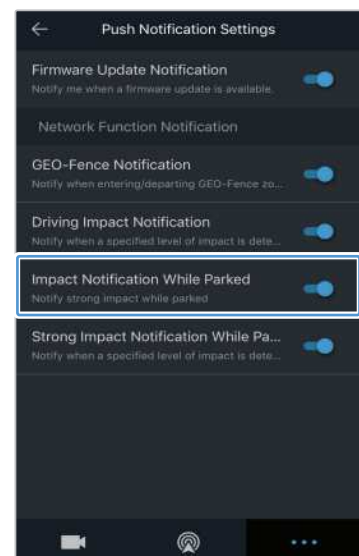 Push Notification Settings
Firmware Update Notification
Notify me when a firmware update is available.
Network Function Notification
GEO-Fence Notification
Notify when entering/departing GEO-Fence zo...
Driving Impact Notification
Notify when a specified level of impact is dete...
Impact Notification While Parked
Notify strong impact while parked
Strong Impact Notification While Pa...
Notify when a specified level of impact is dete...